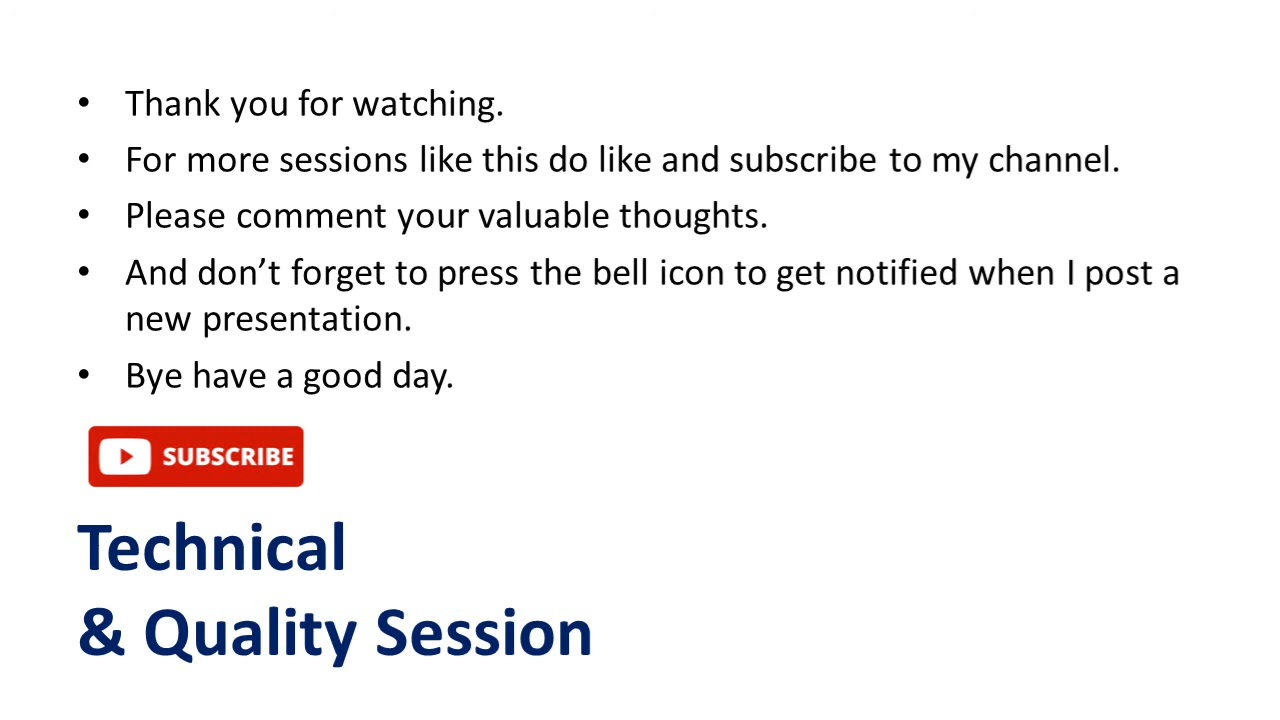 • Thank you for watching.
• For more sessions like this do like and subscribe to my channel.
• Please comment your valuable thoughts.
• And don’t forget to press the bell icon to get notified when I post a
new presentation.
• Bye have a good day.
SUBSCRIBE
Technical
& Quality Session